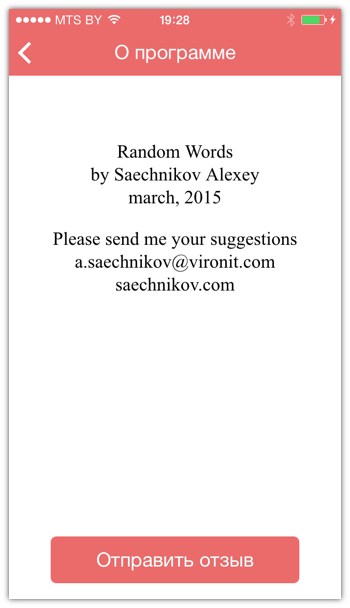 MTS BY 19:28
О программе
Random Words
by Saechnikov Alexey
march, 2015
Please send me your suggestions
a.saechnikov@vironit.com
saechnikov.com
Отправить отзыв